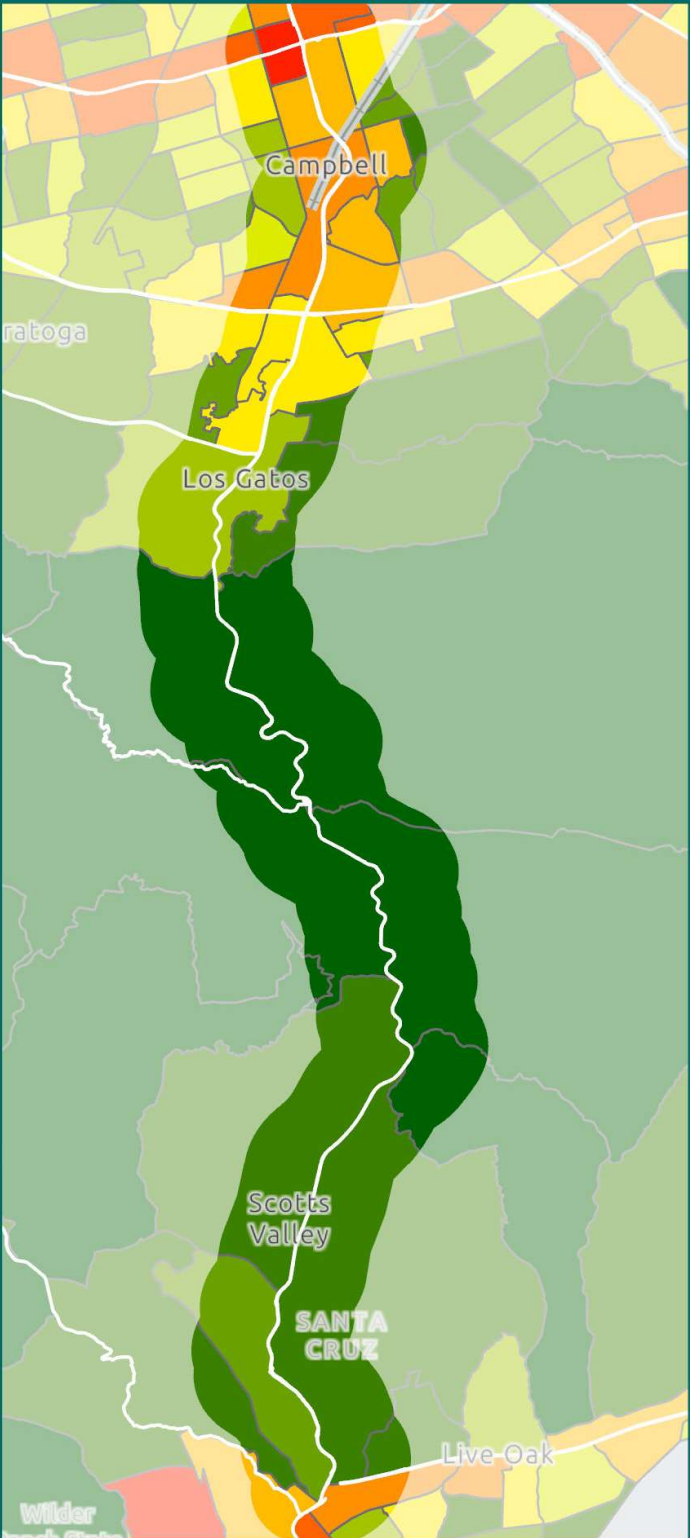 Campbell
ratoga
Los Gatos
Scotts
Valley
SANTA
CRUZ
Live Oak
Wilder